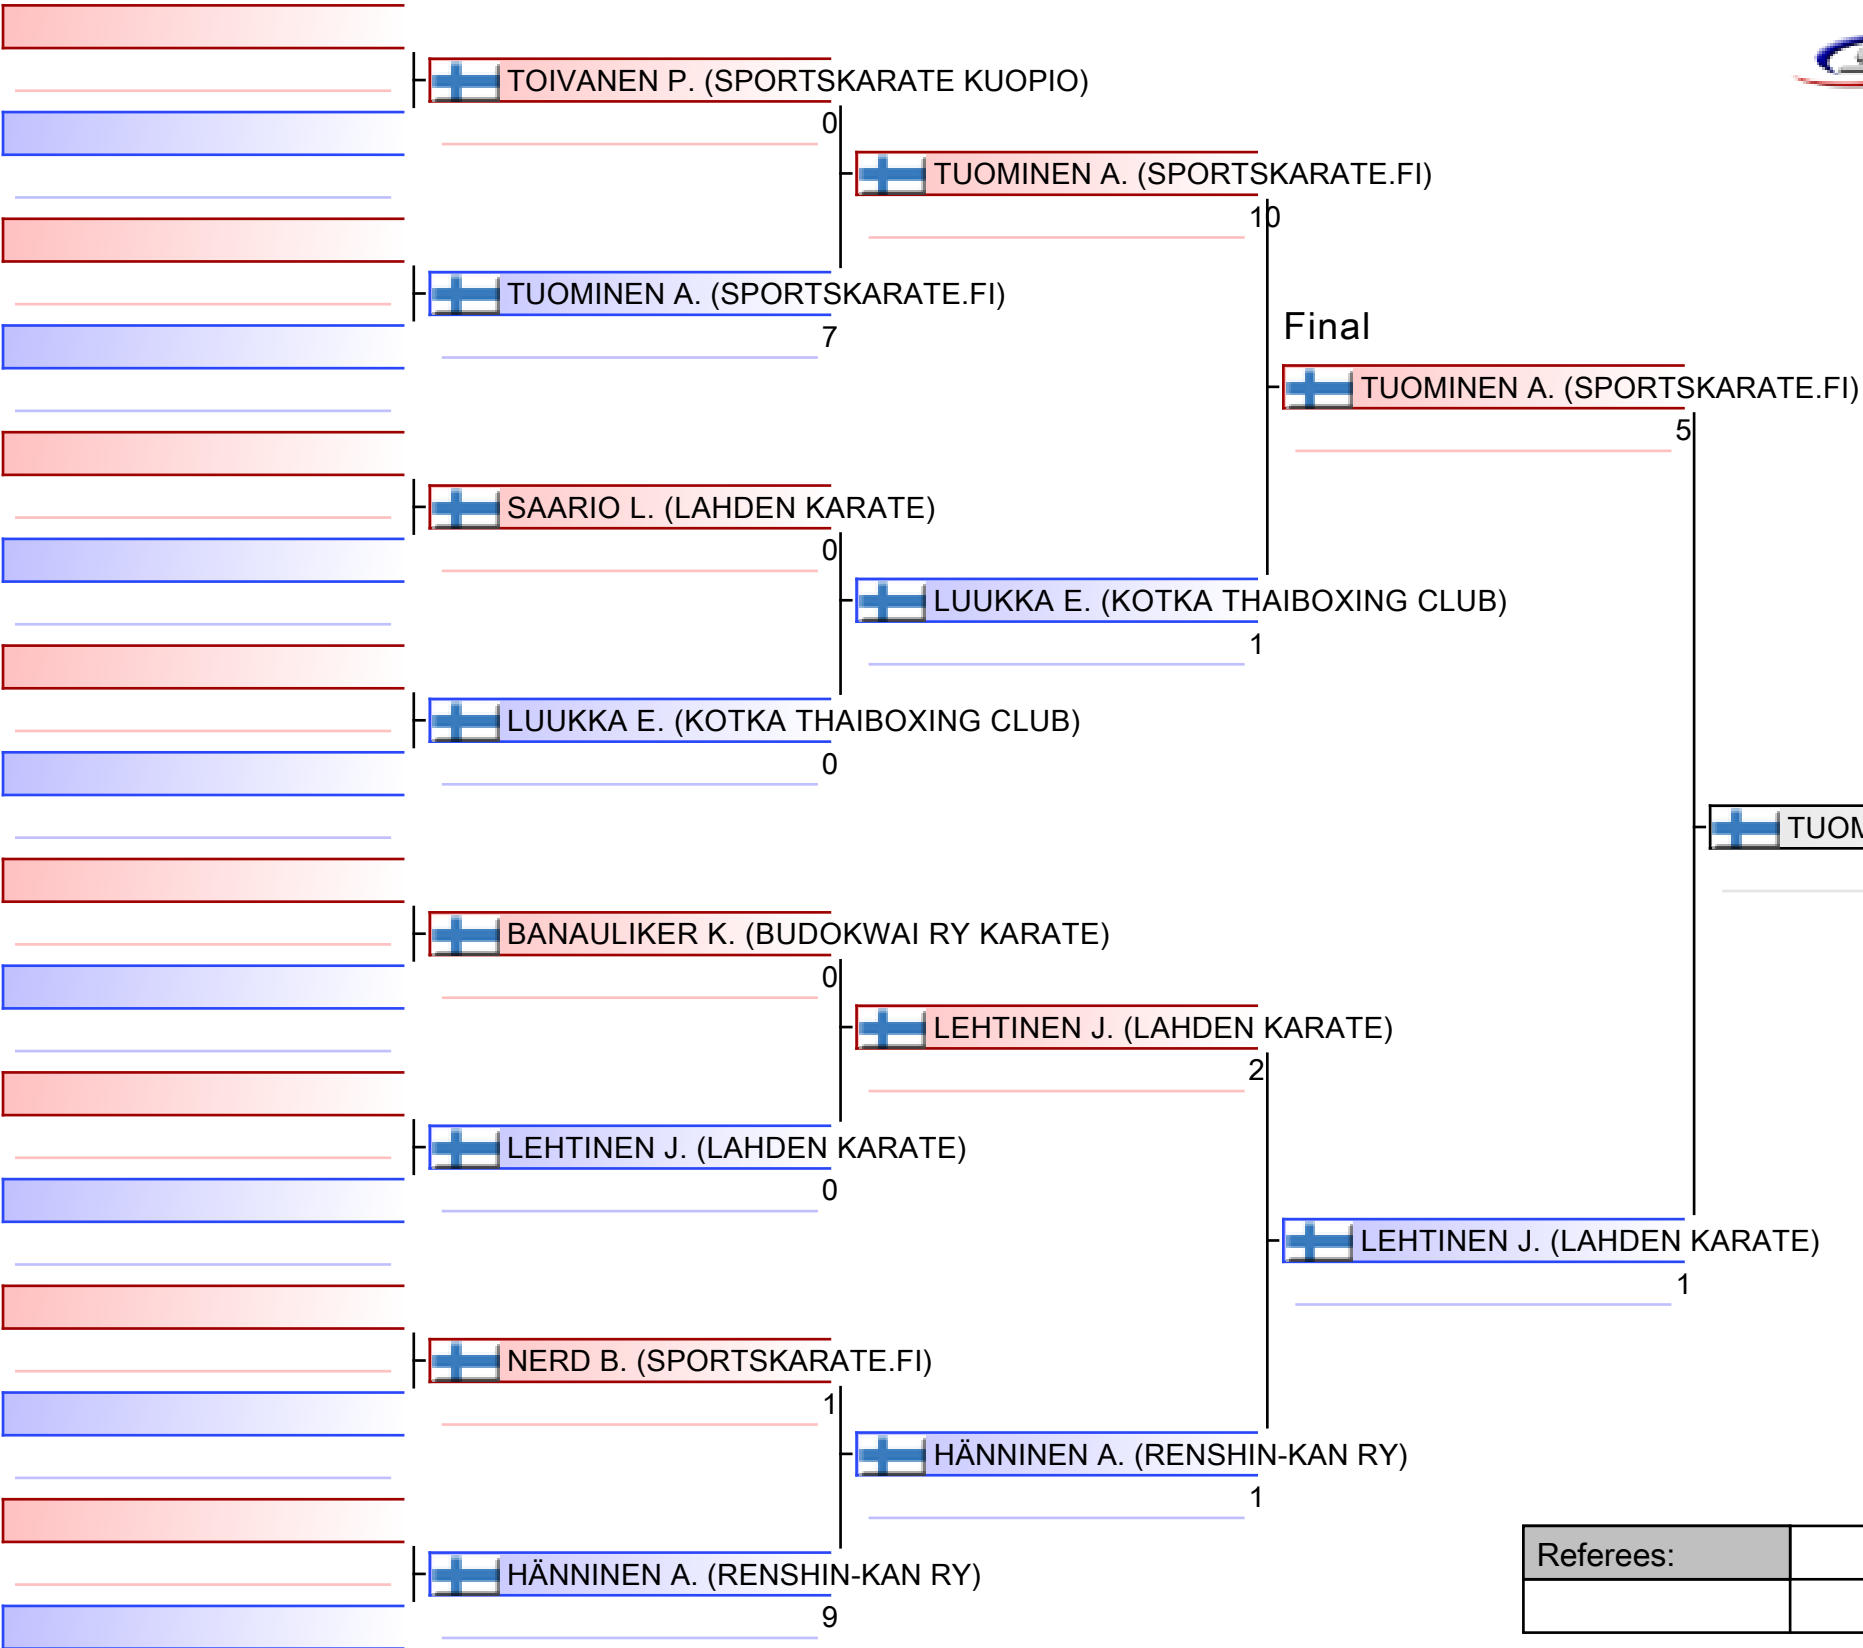 TOIVANEN P. (SPORTSKARATE KUOPIO)
0
TUOMINEN A. (SPORTSKARATE.FI)
10
TUOMINEN A. (SPORTSKARATE.FI)
7
Final
TUOMINEN A. (SPORTSKARATE.FI)
5
SAARIO L. (LAHDEN KARATE)
0
LUUKKA E. (KOTKA THAIBOXING CLUB)
1
LUUKKA E. (KOTKA THAIBOXING CLUB)
0
TUOM
BANAULIKER K. (BUDOKWAI RY KARATE)
0
LEHTINEN J. (LAHDEN KARATE)
2
LEHTINEN J. (LAHDEN KARATE)
0
LEHTINEN J. (LAHDEN KARATE)
1
NERD B. (SPORTSKARATE.FI)
1
HÄNNINEN A. (RENSHIN-KAN RY)
1
Referees:
HÄNNINEN A. (RENSHIN-KAN RY)
9